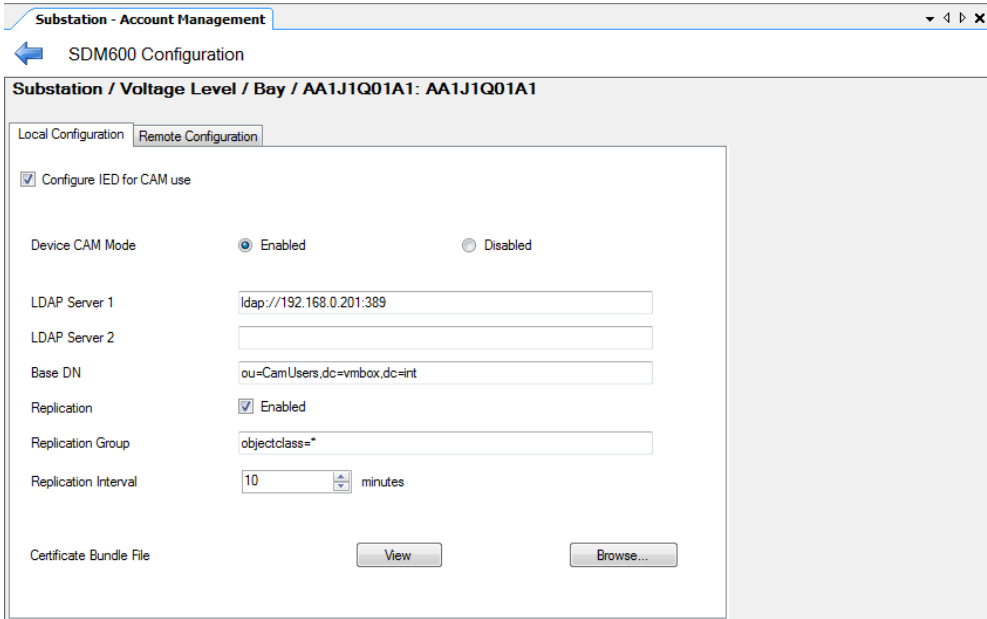 Substation - Account Management
SDM600 Configuration
Substation / Voltage Level / Bay / AA1J1Q01A1: AA1J1Q01A1
Local Configuration Remote Configuration
Configure IED for CAM use
Device CAM Mode Enabled Disabled
LDAP Server 1 ldap://192.168.0.201:389
LDAP Server 2
Base DN ou=CamUsers,dc=vmbox,dc=int
Replication Enabled
Replication Group objectclass=*
Replication Interval 10 minutes
Certificate Bundle File View Browse...